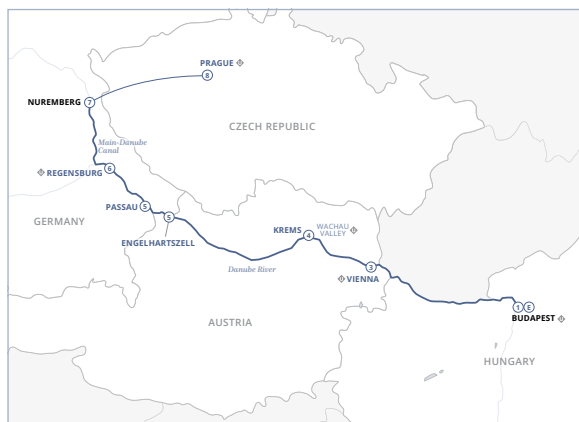 PRAGUE
8
NUREMBERG
7
CZECH REPUBLIC
Main-Danube
Canal
REGENSBURG
6
PASSAU
5
5
GERMANY
ENGELHARTSZELL
KREMS
4
WACHAU
VALLEY
Danube River
3
VIENNA
1
E
BUDAPEST
AUSTRIA
HUNGARY